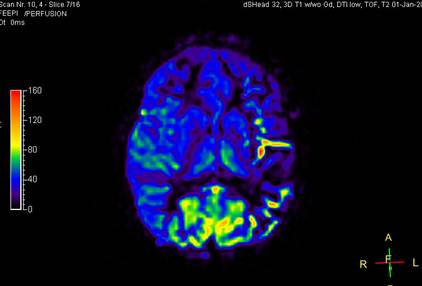 Scan Nr. 10, 4 - Slice 7/16
FEEPI /PERFUSION
Dt 0ms
dSHead 32, 3D T1 w/wo Gd, DTI low, TOF, T2 01-Jan-20
160
120
80
40
0
A
R F L